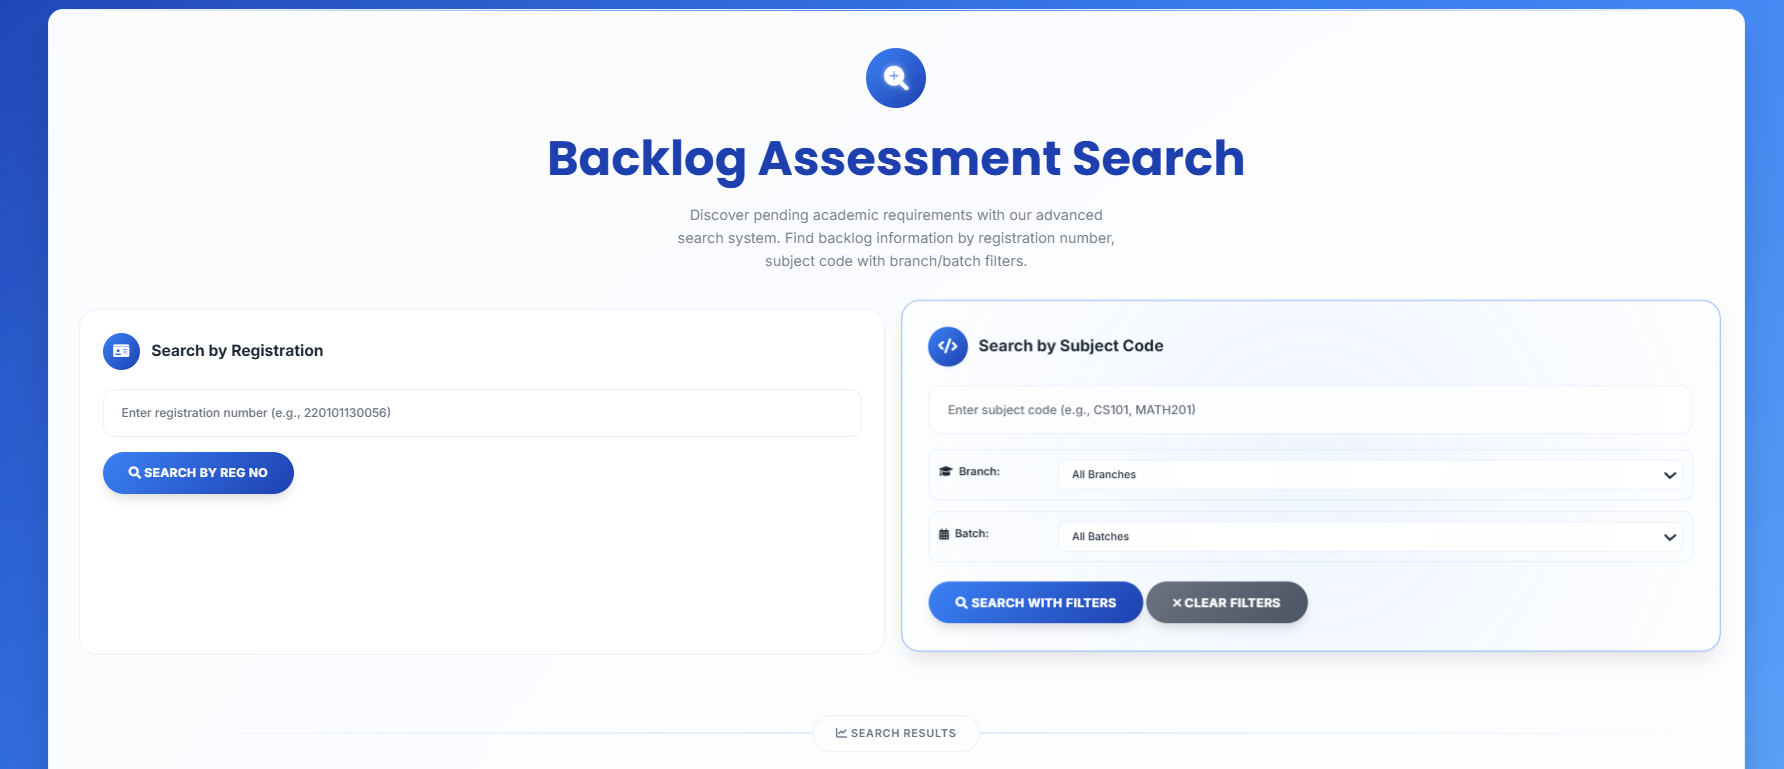 Backlog Assessment Search
Discover pending academic requirements with our advanced
search system. Find backlog information by registration number,
subject code with branch/batch filters.
Search by Registration
Enter registration number (e.g., 220101130056)
SEARCH BY REG NO
Search by Subject Code
Enter subject code (e.g., CS101, MATH201)
Branch:
All Branches
Batch:
All Batches
SEARCH WITH FILTERS
CLEAR FILTERS
SEARCH RESULTS